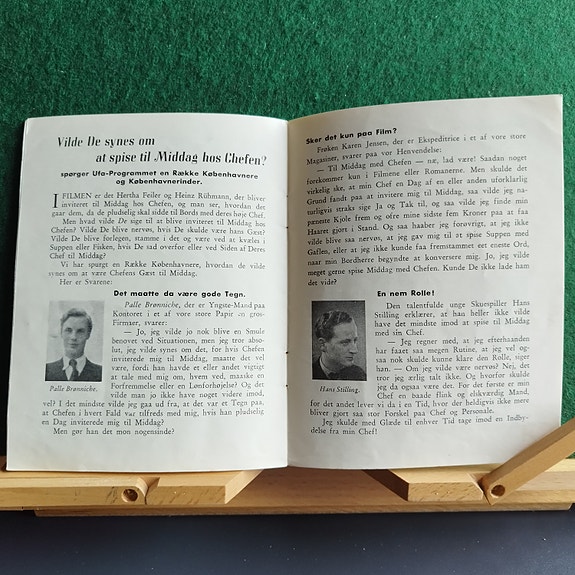 Vilde De synes om
at spise til Middag hos Chefen?
spørger Ufa-Programmet en Række Københavnere
og Københavnerinder.
I FILMEN er det Hertha Feiler og Heinz Rühmann, der bliver
inviteret til Middag hos Chefen, og man ser, hvordan det
gaar dem, da de pludselig skal sidde til Bords med deres høje Chef.
Men hvad vilde De sige til at blive inviteret til Middag hos
Chefen? Vilde De blive nervøs, hvis De skulde være hans Gæst?
Vilde De blive forlegen, stamme i det og være ved at kvæles i
Suppen eller Fisken, hvis De sad overfor eller ved Siden af Deres
Chef til Middag?
Vi har spurgt en Række Københavnere, hvordan de vilde
synes om at være Chefens Gæst til Middag.
Her er Svarene:
Det maatte da være gode Tegn.
Palle Brønniche, der er Yngste-Mand paa
Kontoret i et af vore store Papir en gros-
Firmaer, svarer:
— Jo, jeg vilde jo nok blive en Smule
benovet ved Situationen, men jeg tror abso-
lut, jeg vilde synes om det, for hvis Chefen
inviterede mig til Middag, maatte det vel
være, fordi han havde et eller andet vigtigt
at tale med mig om, hvem ved, maaske en
Forfremmelse eller en Lønforhøjelse? Og det
vilde man jo ikke have noget videre imod,
vel? I det mindste vilde jeg gaa ud fra, at det var et Tegn paa,
at Chefen i hvert Fald var tilfreds med mig, hvis han pludselig
en Dag inviterede mig til Middag?
Men gør han det mon nogensinde?
Palle Brønniche.
Sker det kun paa Film?
Frøken Karen Jensen, der er Ekspeditrice i et af vore store
Magasiner, svarer paa vor Henvendelse:
— Til Middag med Chefen — næ, lad være! Saadan noget
forekommer kun i Filmene eller Romanerne. Men skulde det
virkelig ske, at min Chef en Dag af en eller anden uforklarlig
Grund fandt paa at invitere mig til Middag, saa vilde jeg na-
turligvis straks sige Ja og Tak til, og saa vilde jeg finde min
pæneste Kjole frem og ofre mine sidste fem Kroner paa at faa
Haaret gjort i Stand. Og saa haaber jeg forøvrigt, at jeg ikke
vilde blive saa nervøs, at jeg gav mig til at spise Suppen med
Gaflen, eller at jeg ikke kunde faa fremstammet eet eneste Ord,
naar min Bordherre begyndte at konversere mig. Jo, jeg vilde
meget gerne spise Middag med Chefen. Kunde De ikke lade ham
det vide?
En nem Rolle!
Den talentfulde unge Skuespiller Hans
Stilling erklærer, at han heller ikke vilde
have det mindste imod at spise til Middag
med sin Chef.
— Jeg regner med, at jeg efterhaanden
har faaet saa megen Rutine, at jeg vel og-
saa nok skulde kunne klare den Rolle, siger
han. — Om jeg vilde være nervøs? Nej, det
tror jeg ærlig talt ikke. Og hvorfor skulde
jeg da ogsaa være det. For det første er min
Chef en baade flink og elskværdig Mand,
for det andet lever vi da i en Tid, hvor der heldigvis ikke mere
bliver gjort saa stor Forskel paa Chef og Personale.
Jeg skulde med Glæde til enhver Tid tage imod en Indby-
delse fra min Chef!
Hans Stilling.